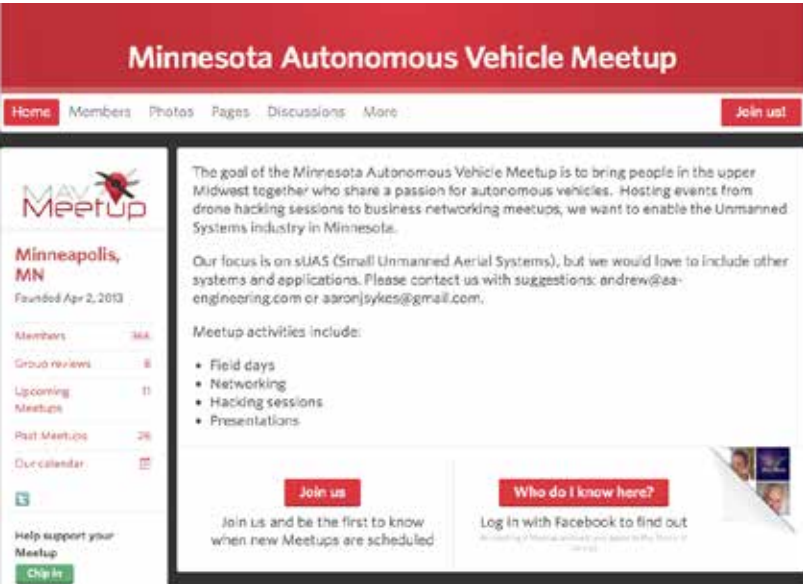 Minnesota Autonomous Vehicle Meetup
Home Members Photos Pages Discussions More Join us!
MAV
Meetup
Minneapolis,
MN
Founded Apr 2, 2013
Members
Group reviews 8
Upcoming 11
Meetups
Past Meetups 26
Our calendar
Help support your
Meetup
Chip in
The goal of the Minnesota Autonomous Vehicle Meetup is to bring people in the upper
Midwest together who share a passion for autonomous vehicles. Hosting events from
drone hacking sessions to business networking meetups, we want to enable the Unmanned
Systems industry in Minnesota.
Our focus is on sUAS (Small Unmanned Aerial Systems), but we would love to include other
systems and applications. Please contact us with suggestions: andrew@aa-
engineering.com or aaronjsykes@gmail.com.
Meetup activities include:
• Field days
• Networking
• Hacking sessions
• Presentations
Join us
Join us and be the first to know
when new Meetups are scheduled
Who do I know here?
Log in with Facebook to find out